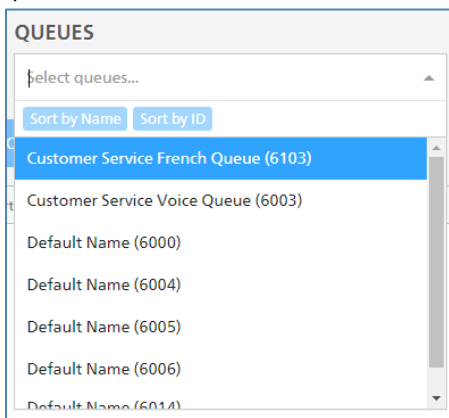 QUEUES
Select queues...
Sort by Name Sort by ID
Customer Service French Queue (6103)
Customer Service Voice Queue (6003)
Default Name (6000)
Default Name (6004)
Default Name (6005)
Default Name (6006)
Default Name (6014)